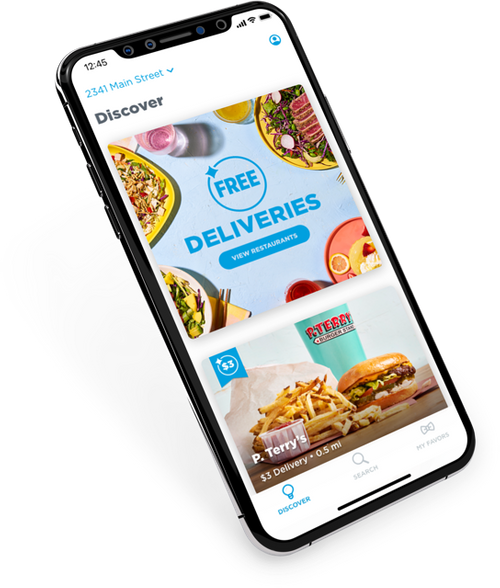 12:45
2341 Main Street
Discover
FREE
DELIVERIES
VIEW RESTAURANTS
$3
P. TERRY'S
BURGER STAND
P. Terry's
$3 Delivery • 0.5 mi
DISCOVER
SEARCH
MY FAVORS